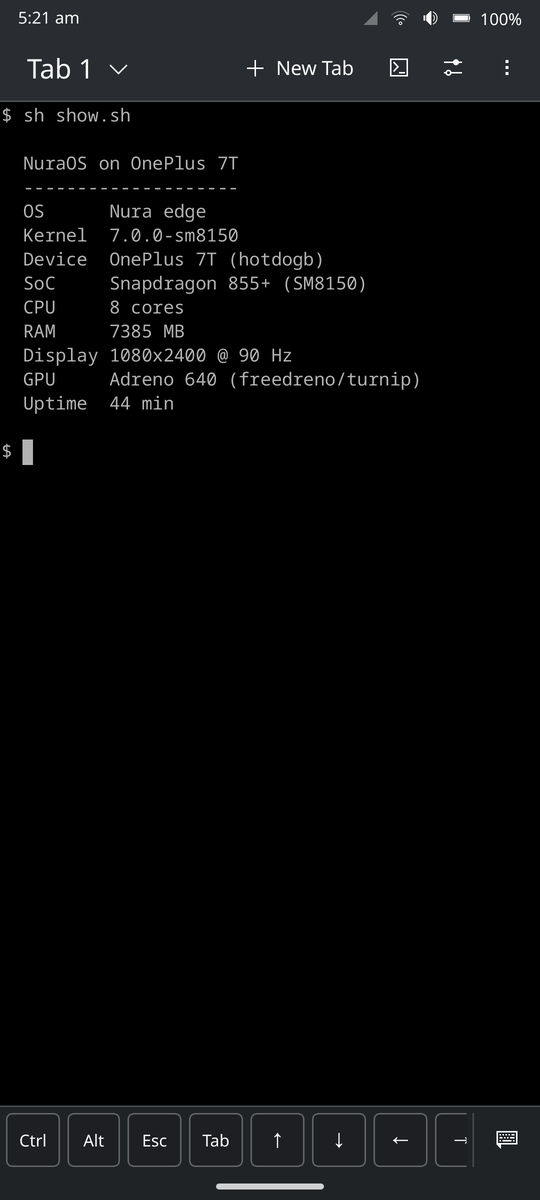 5:21 am 100%
Tab 1 + New Tab
$ sh show.sh
NuraOS on OnePlus 7T
--------------------
OS Nura edge
Kernel 7.0.0-sm8150
Device OnePlus 7T (hotdogb)
SoC Snapdragon 855+ (SM8150)
CPU 8 cores
RAM 7385 MB
Display 1080x2400 @ 90 Hz
GPU Adreno 640 (freedreno/turnip)
Uptime 44 min
$
Ctrl Alt Esc Tab ↑ ↓ ← →